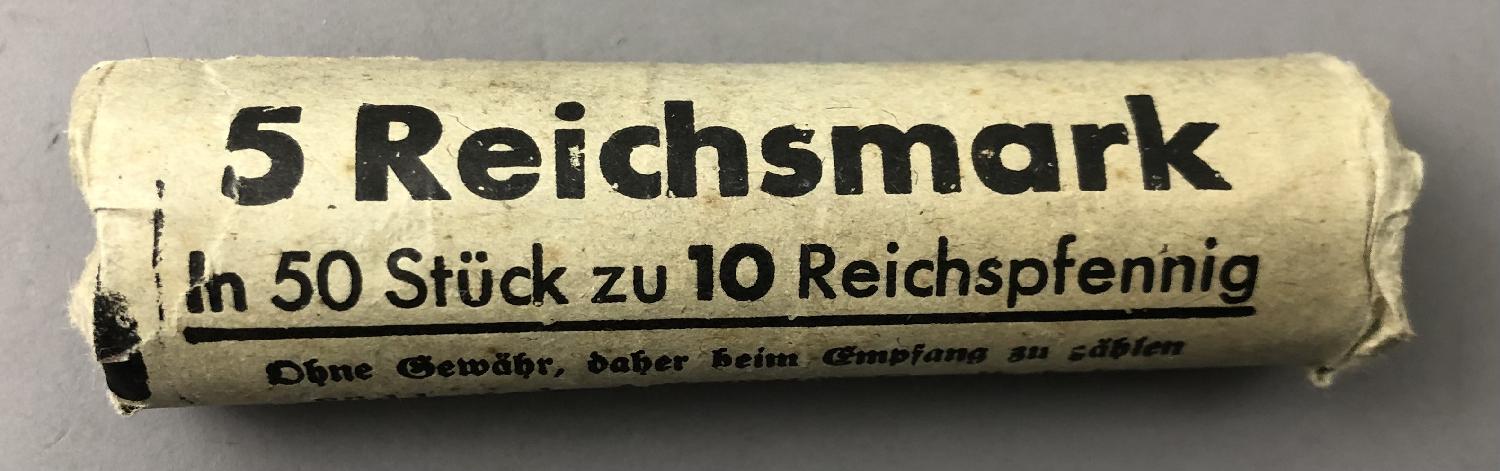 5 Reichsmark
In 50 Stück zu 10 Reichspfennig
Ohne Gewähr, daher beim Empfang zu zählen